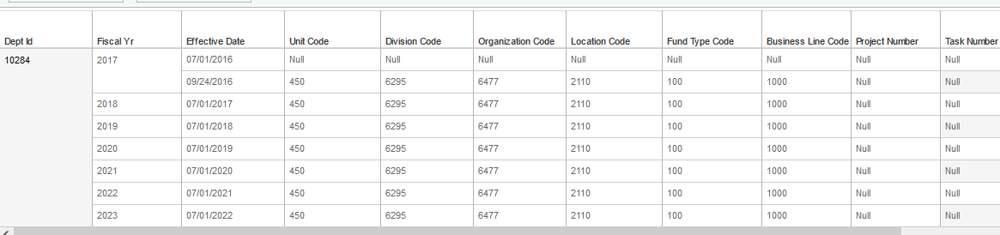 Dept Id Fiscal Yr Effective Date Unit Code Division Code Organization Code Location Code Fund Type Code Business Line Code Project Number Task Number
10284 2017 07/01/2016 Null Null Null Null Null Null Null Null
09/24/2016 450 6295 6477 2110 100 1000 Null Null
2018 07/01/2017 450 6295 6477 2110 100 1000 Null Null
2019 07/01/2018 450 6295 6477 2110 100 1000 Null Null
2020 07/01/2019 450 6295 6477 2110 100 1000 Null Null
2021 07/01/2020 450 6295 6477 2110 100 1000 Null Null
2022 07/01/2021 450 6295 6477 2110 100 1000 Null Null
2023 07/01/2022 450 6295 6477 2110 100 1000 Null Null